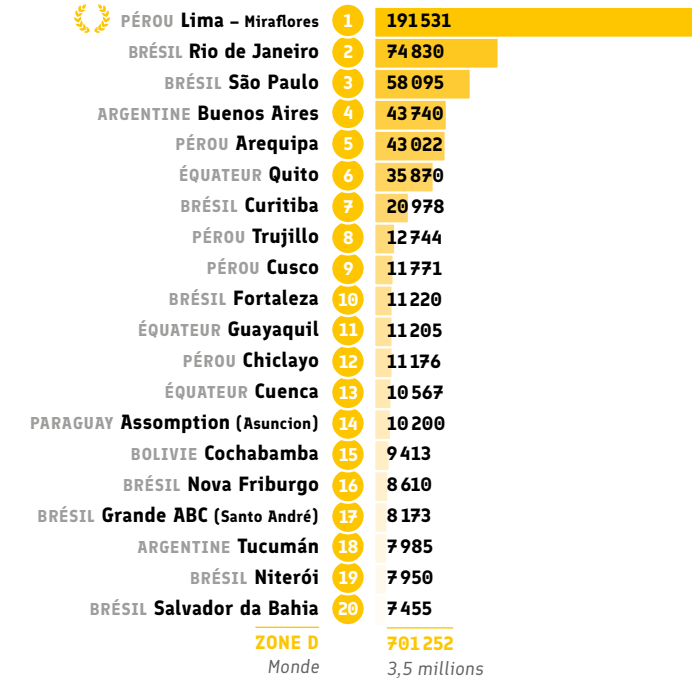 PÉROU Lima – Miraflores 1 191 531
BRÉSIL Rio de Janeiro 2 74 830
BRÉSIL São Paulo 3 58 095
ARGENTINE Buenos Aires 4 43 740
PÉROU Arequipa 5 43 022
ÉQUATEUR Quito 6 35 870
BRÉSIL Curitiba 7 20 978
PÉROU Trujillo 8 12 744
PÉROU Cusco 9 11 771
BRÉSIL Fortaleza 10 11 220
ÉQUATEUR Guayaquil 11 11 205
PÉROU Chiclayo 12 11 176
ÉQUATEUR Cuenca 13 10 567
PARAGUAY Assomption (Asuncion) 14 10 200
BOLIVIE Cochabamba 15 9 413
BRÉSIL Nova Friburgo 16 8 610
BRÉSIL Grande ABC (Santo André) 17 8 173
ARGENTINE Tucumán 18 7 985
BRÉSIL Niterói 19 7 950
BRÉSIL Salvador da Bahia 20 7 455
ZONE D 701 252
Monde 3,5 millions